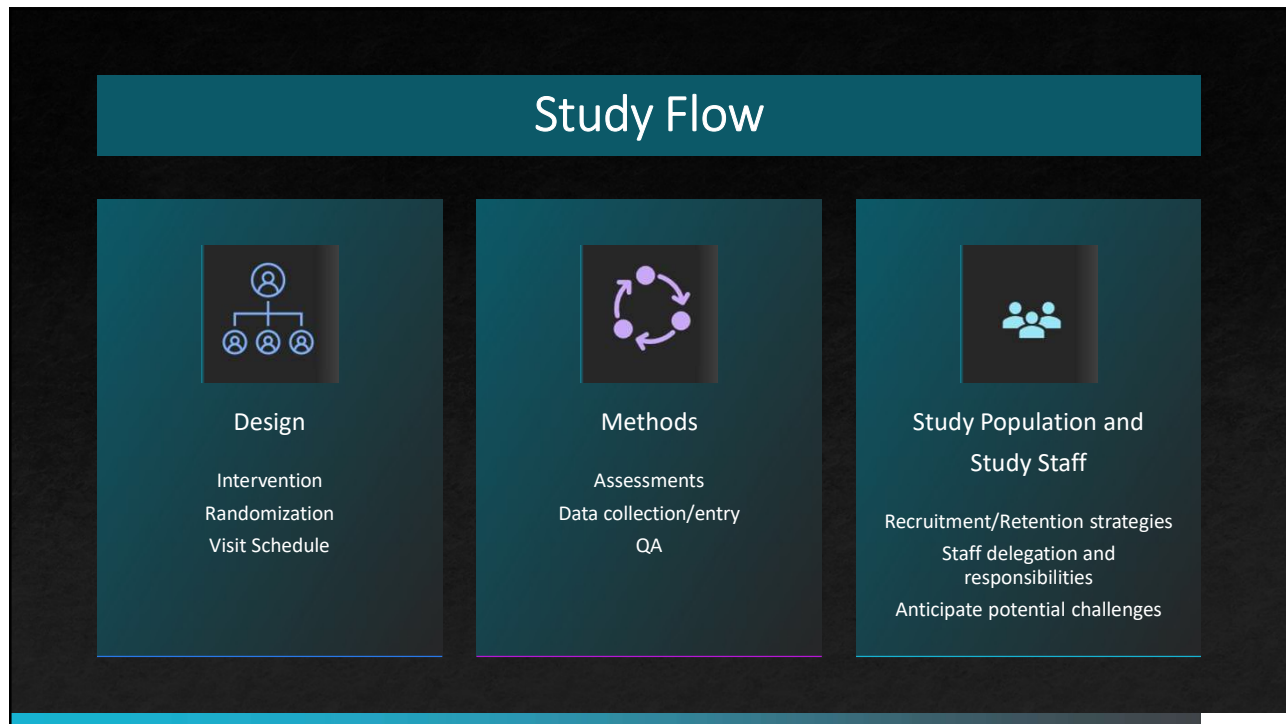 Study Flow
Design
Intervention
Randomization
Visit Schedule
Methods
Assessments
Data collection/entry
QA
Study Population and
Study Staff
Recruitment/Retention strategies
Staff delegation and
responsibilities
Anticipate potential challenges